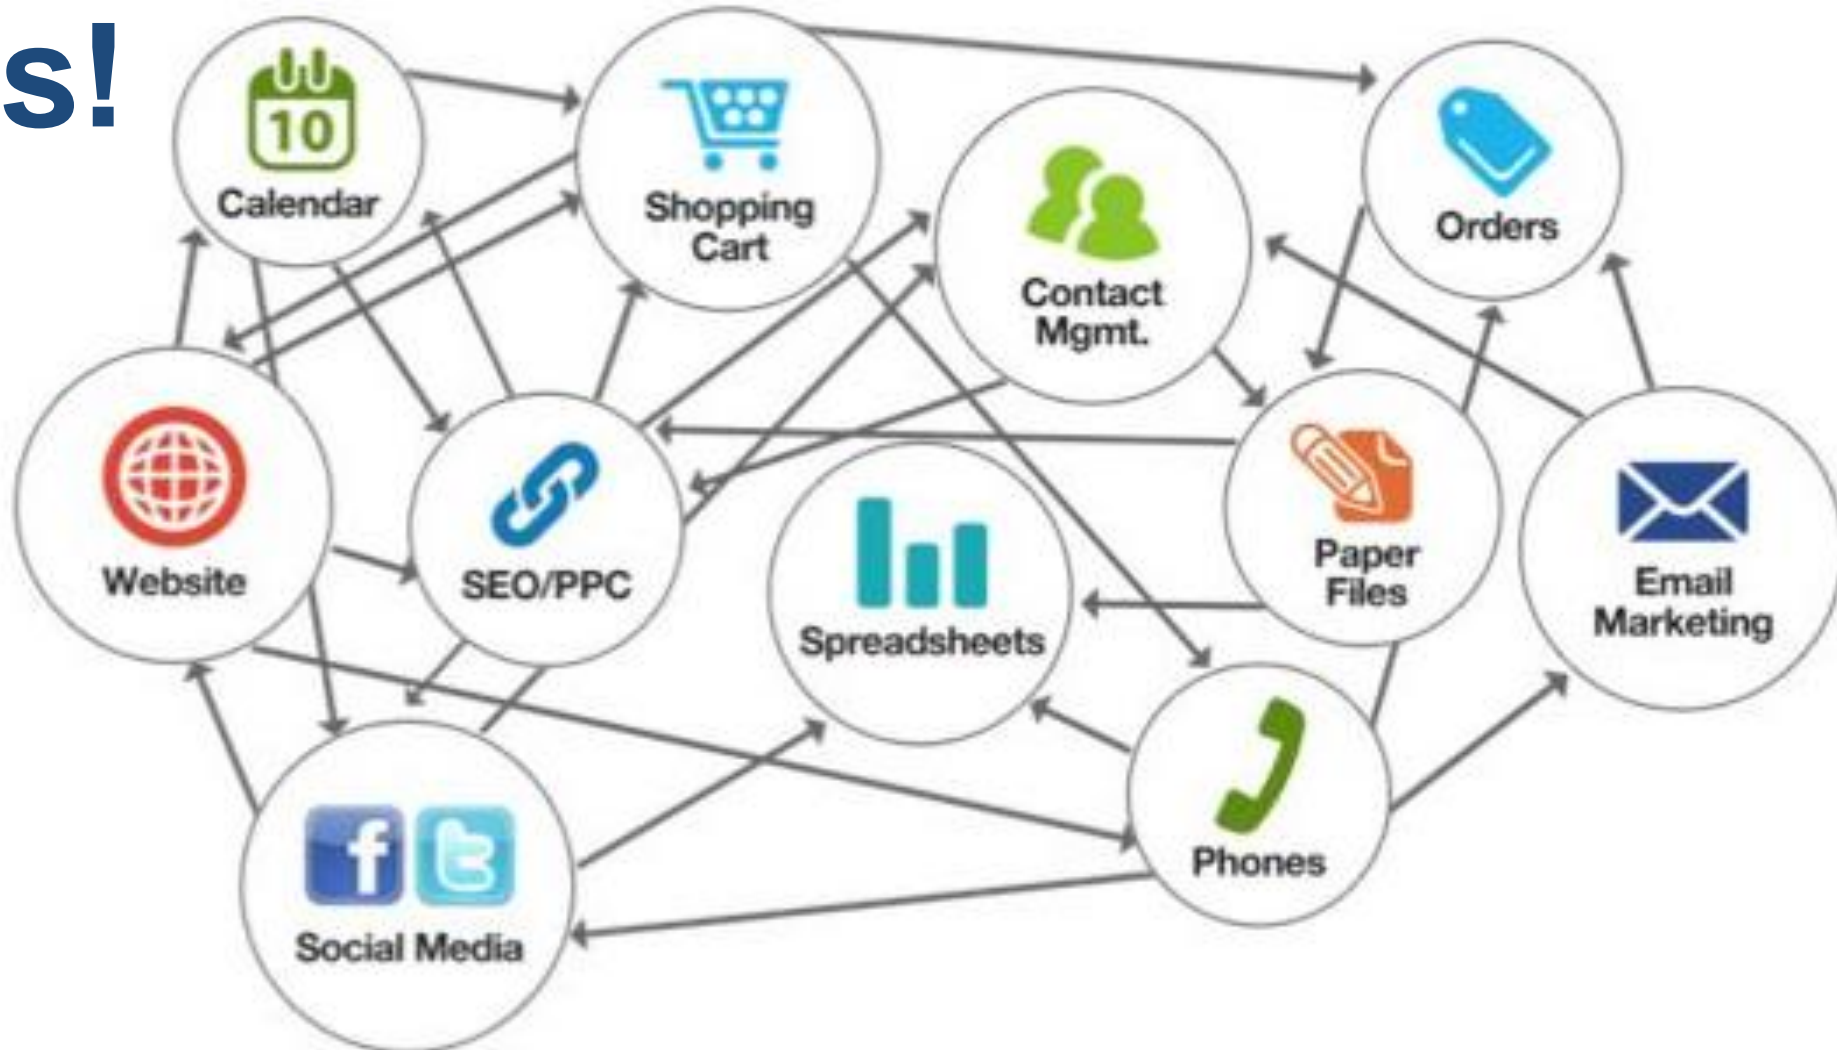 s!
10
Calendar
Shopping
Cart
Contact
Mgmt.
Orders
Website
SEO/PPC
Spreadsheets
Paper
Files
Email
Marketing
f
t
Social Media
Phones